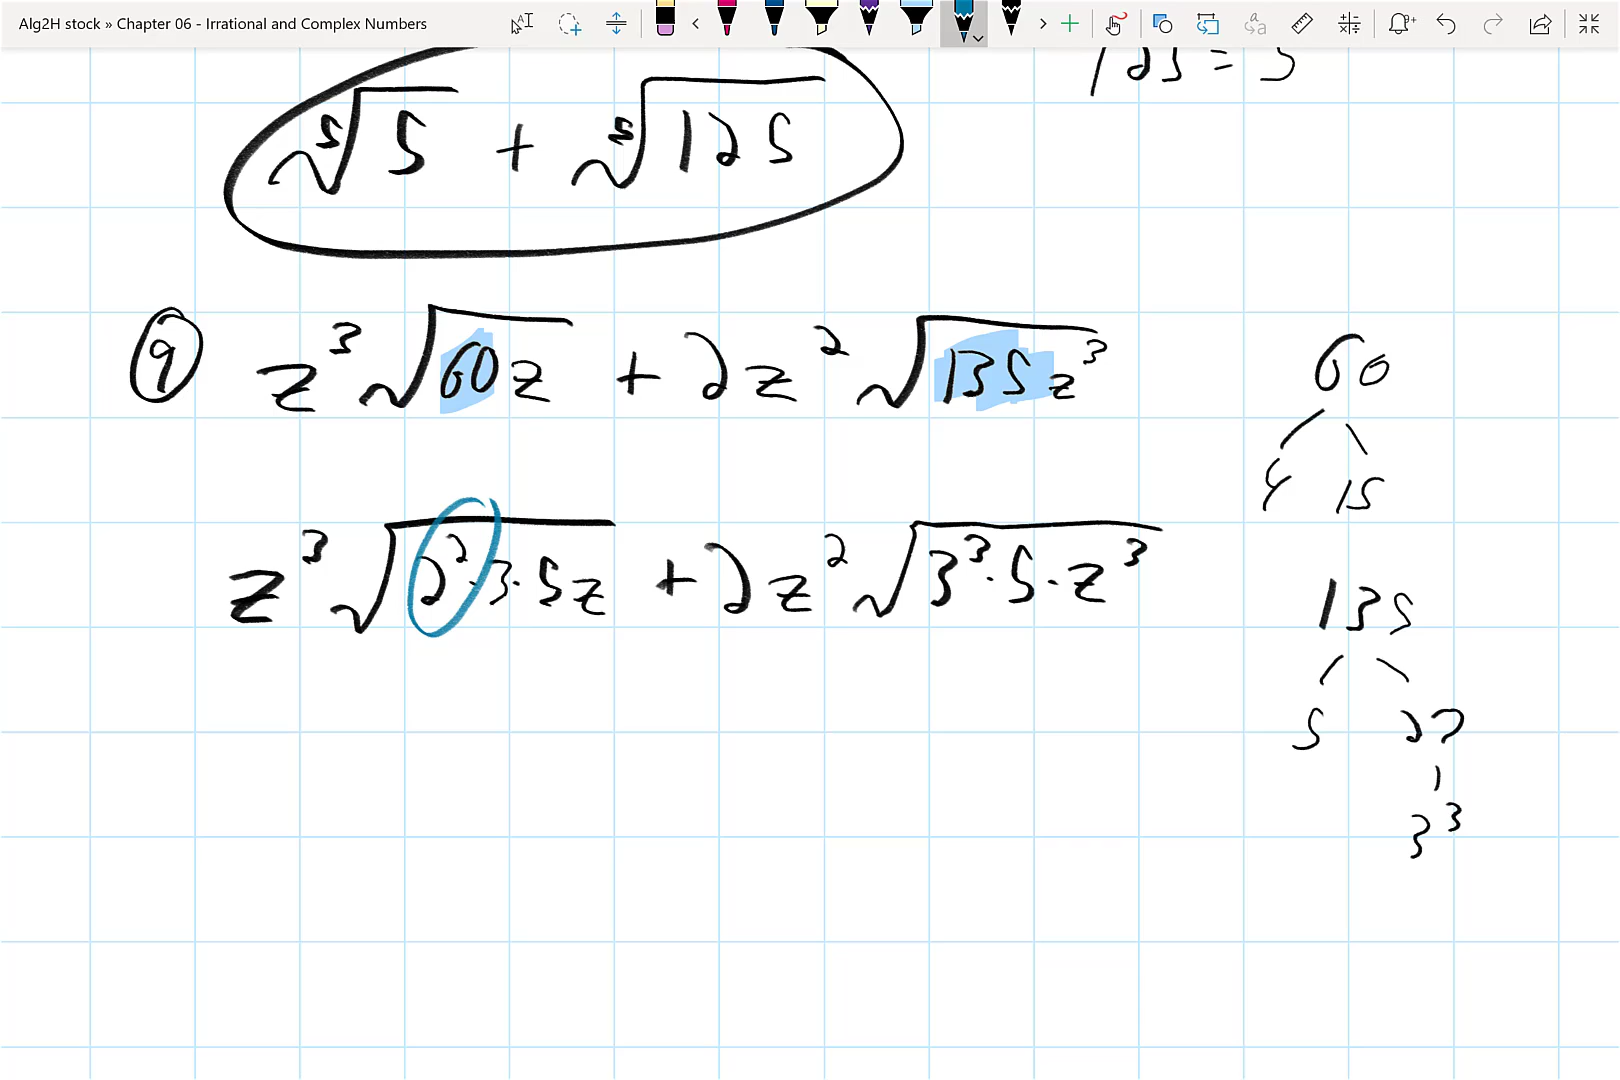 Alg2H stock » Chapter 06 - Irrational and Complex Numbers
⁵√5 + ⁵√125
125 = 5
⑨ z³√60z + 2z²√135z³
60
4 15
z³√2²·3·5z + 2z²√3³·5·z³
135
5 27
3³